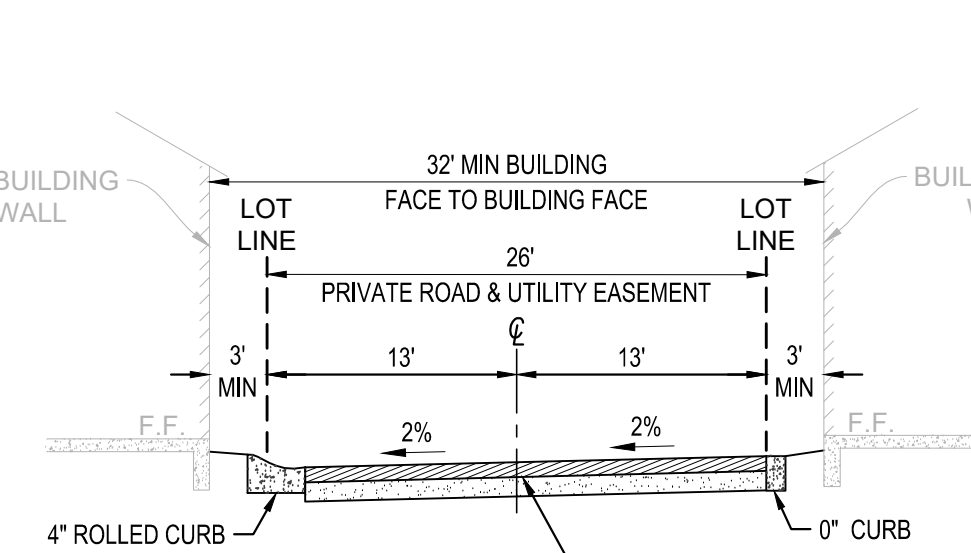 32' MIN BUILDING
FACE TO BUILDING FACE
BUILDING
WALL
LOT
LINE
LOT
LINE
26'
PRIVATE ROAD & UTILITY EASEMENT
℄
3'
MIN
13'
13'
3'
MIN
F.F.
2%
2%
F.F.
4" ROLLED CURB
0" CURB